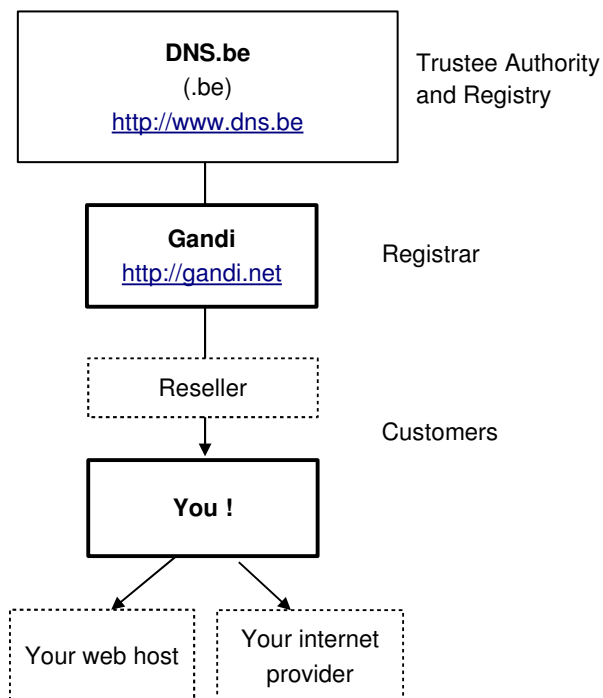 DNS.be
(.be)
http://www.dns.be
Trustee Authority
and Registry
Gandi
http://gandi.net
Registrar
Reseller
Customers
You !
Your web host
Your internet
provider